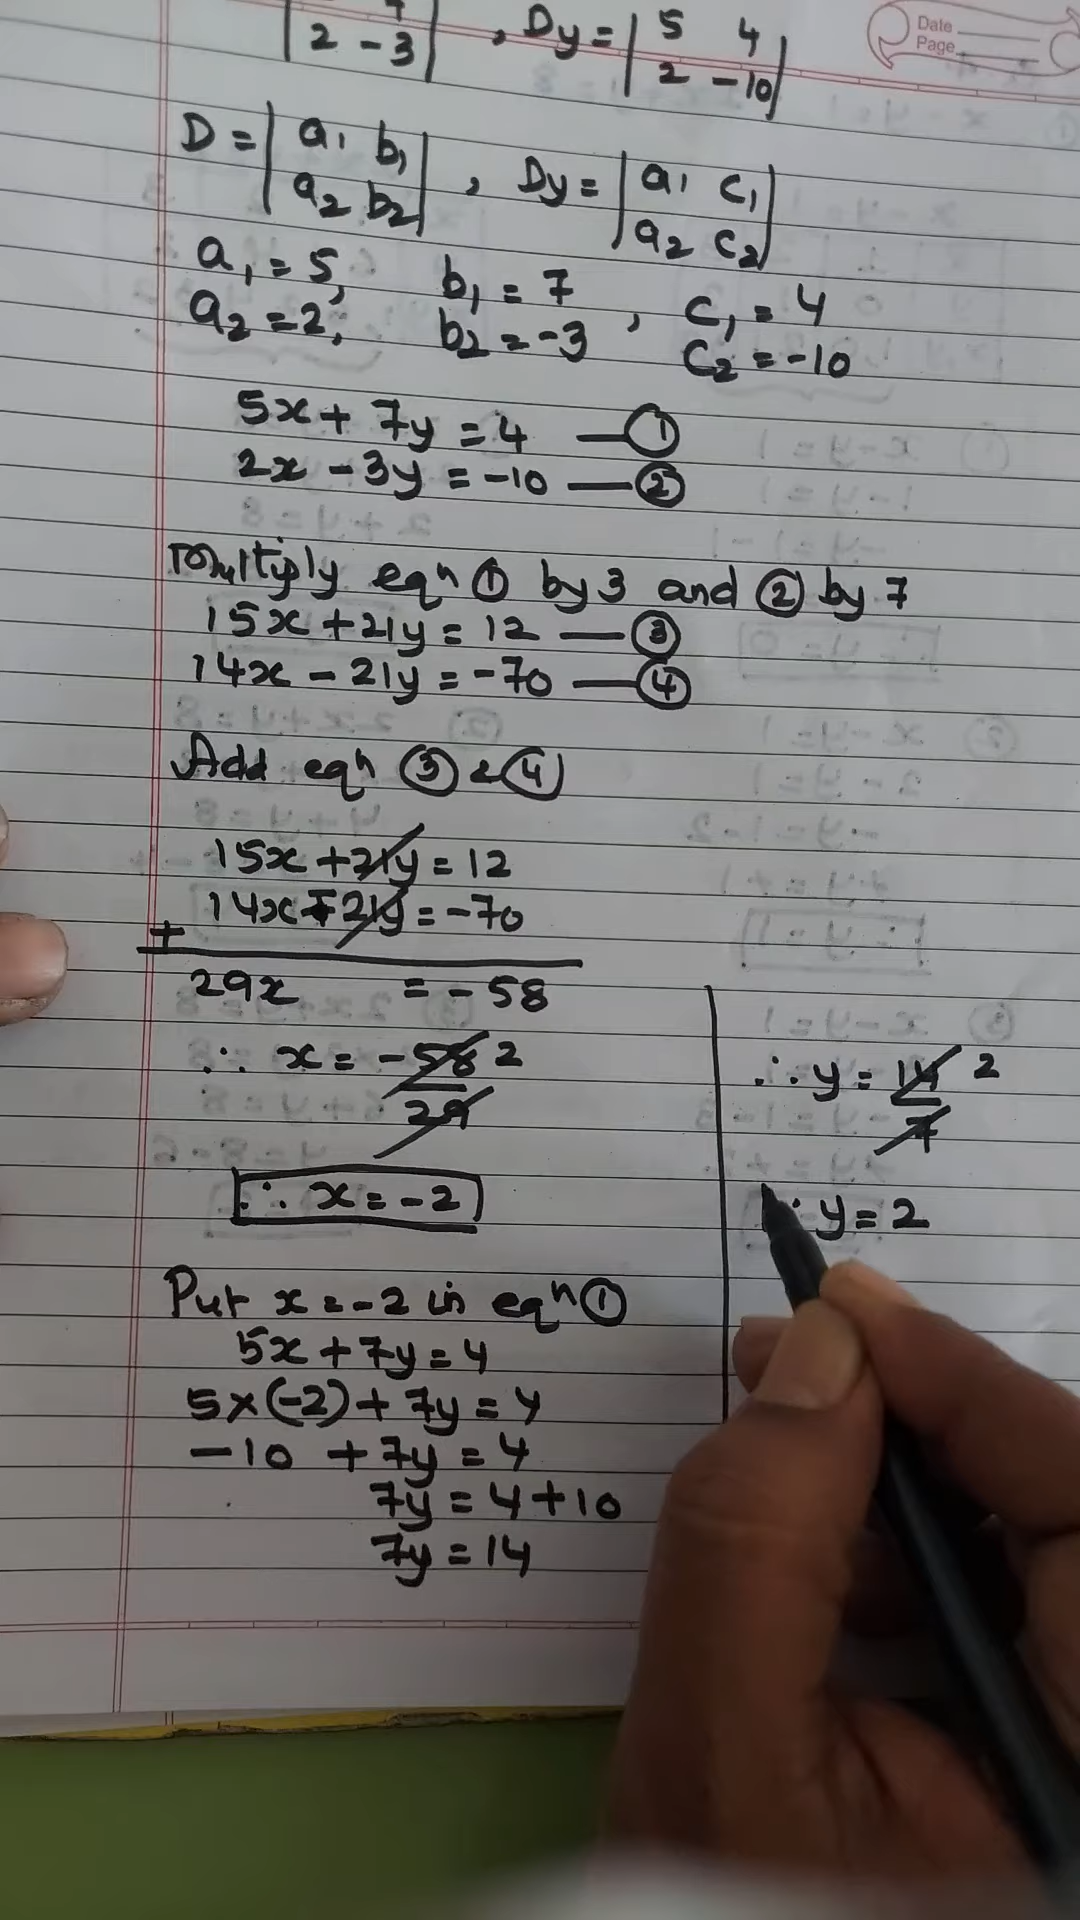 2 -3 , Dy = | 5 4
2 -10 |
Date
Page
D = | a1 b1
a2 b2 | , Dy = | a1 c1
a2 c2 |
a1 = 5, b1 = 7 , c1 = 4
a2 = 2, b2 = -3 c2 = -10
5x + 7y = 4 — ①
2x - 3y = -10 — ②
Multiply eqn ① by 3 and ② by 7
15x + 21y = 12 — ③
14x - 21y = -70 — ④
Add eqn ③ & ④
15x + 21y = 12
+ 14x - 21y = -70
29x = -58
∴ x = -58 2
29
∴ x = -2
Put x = -2 in eqn ①
5x + 7y = 4
5×(-2) + 7y = 4
-10 + 7y = 4
7y = 4 + 10
7y = 14
∴ y = 14 2
7
∴ y = 2